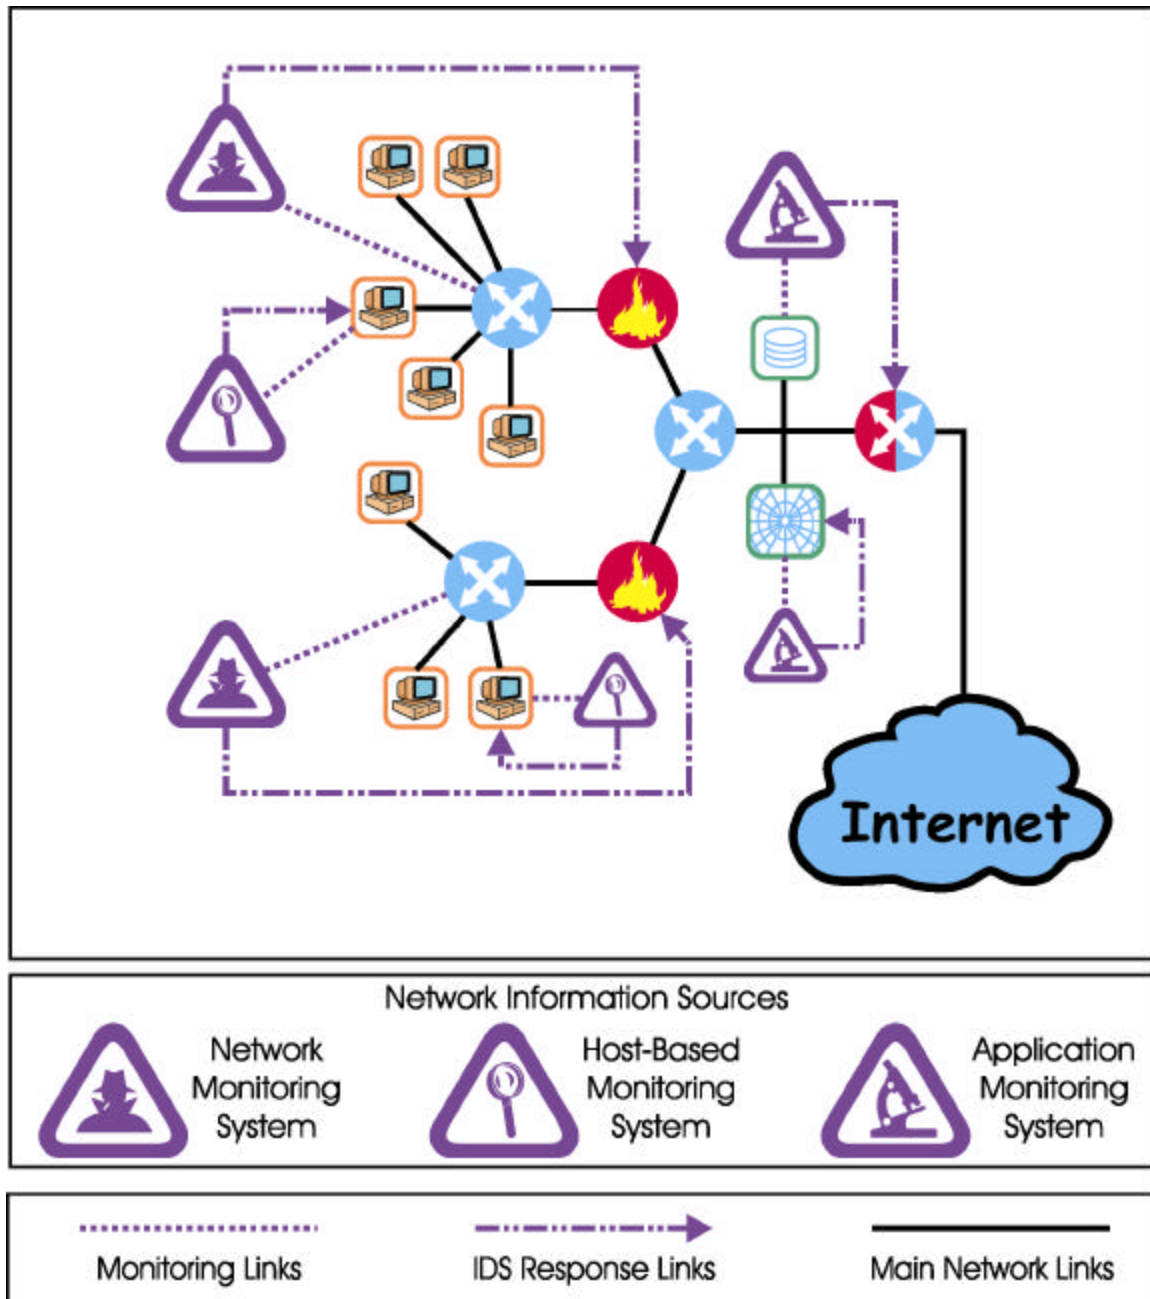 Internet
Network Information Sources
Network
Monitoring
System
Host-Based
Monitoring
System
Application
Monitoring
System
Monitoring Links
IDS Response Links
Main Network Links